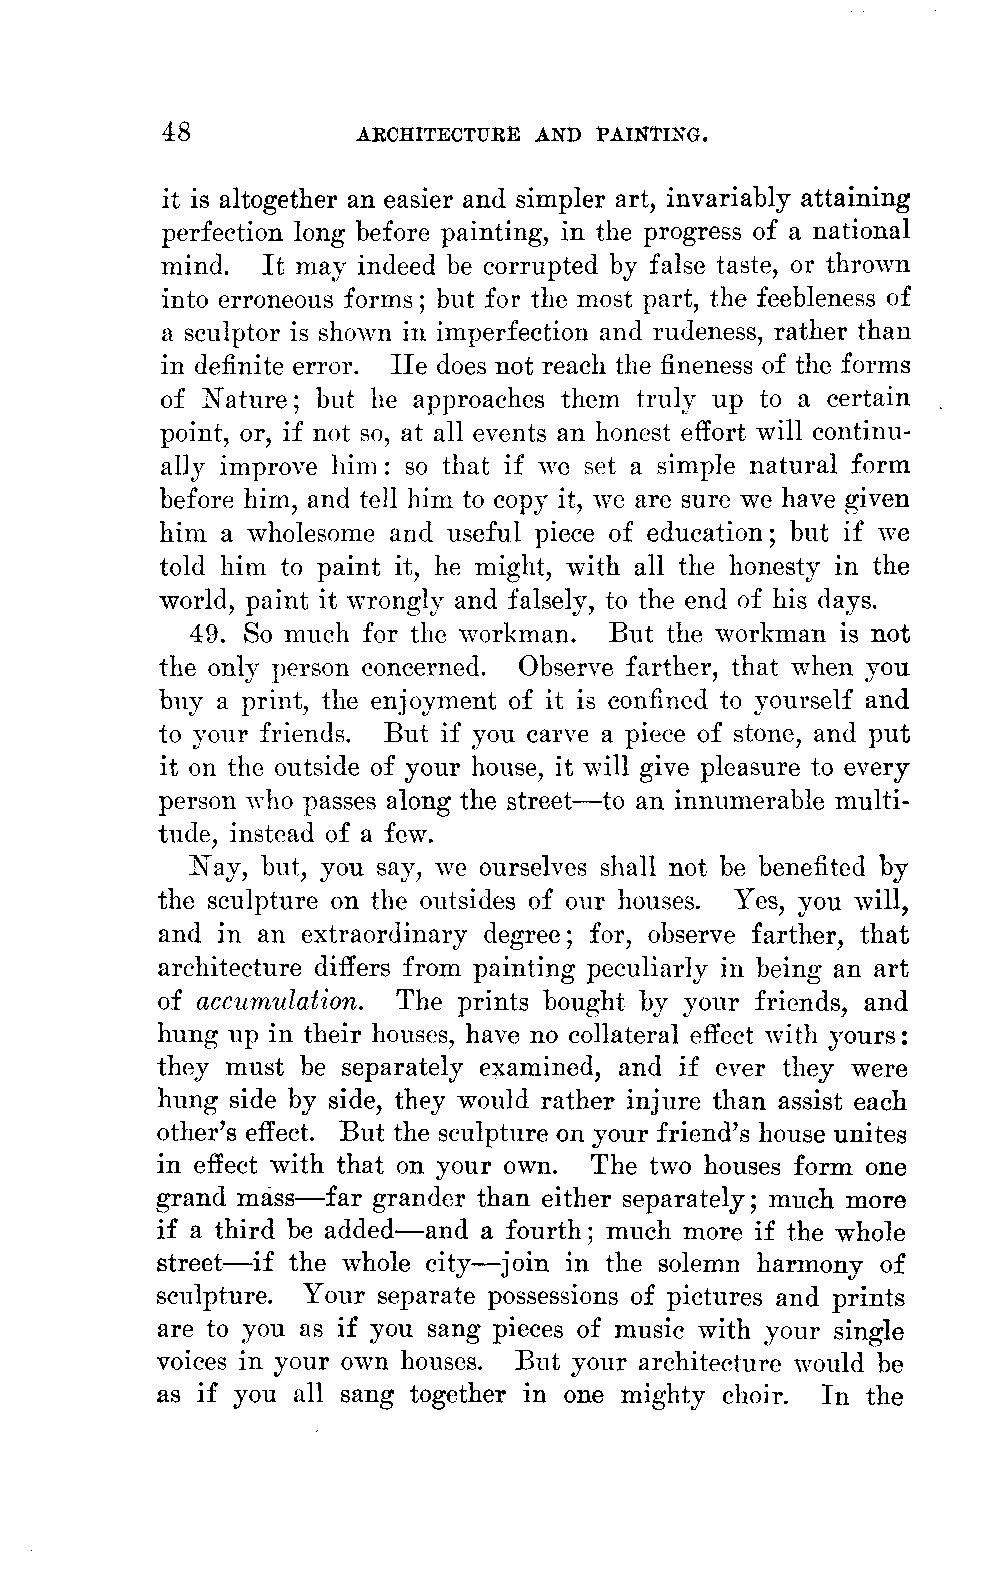 48 ARCHITECTURE AND PAINTING.
it is altogether an easier and simpler art, invariably attaining
perfection long before painting, in the progress of a national
mind. It may indeed be corrupted by false taste, or thrown
into erroneous forms; but for the most part, the feebleness of
a sculptor is shown in imperfection and rudeness, rather than
in definite error. He does not reach the fineness of the forms
of Nature; but he approaches them truly up to a certain
point, or, if not so, at all events an honest effort will continu-
ally improve him: so that if we set a simple natural form
before him, and tell him to copy it, we are sure we have given
him a wholesome and useful piece of education; but if we
told him to paint it, he might, with all the honesty in the
world, paint it wrongly and falsely, to the end of his days.
49. So much for the workman. But the workman is not
the only person concerned. Observe farther, that when you
buy a print, the enjoyment of it is confined to yourself and
to your friends. But if you carve a piece of stone, and put
it on the outside of your house, it will give pleasure to every
person who passes along the street—to an innumerable multi-
tude, instead of a few.
Nay, but, you say, we ourselves shall not be benefited by
the sculpture on the outsides of our houses. Yes, you will,
and in an extraordinary degree; for, observe farther, that
architecture differs from painting peculiarly in being an art
of accumulation. The prints bought by your friends, and
hung up in their houses, have no collateral effect with yours:
they must be separately examined, and if ever they were
hung side by side, they would rather injure than assist each
other's effect. But the sculpture on your friend's house unites
in effect with that on your own. The two houses form one
grand mass—far grander than either separately; much more
if a third be added—and a fourth; much more if the whole
street—if the whole city—join in the solemn harmony of
sculpture. Your separate possessions of pictures and prints
are to you as if you sang pieces of music with your single
voices in your own houses. But your architecture would be
as if you all sang together in one mighty choir. In the